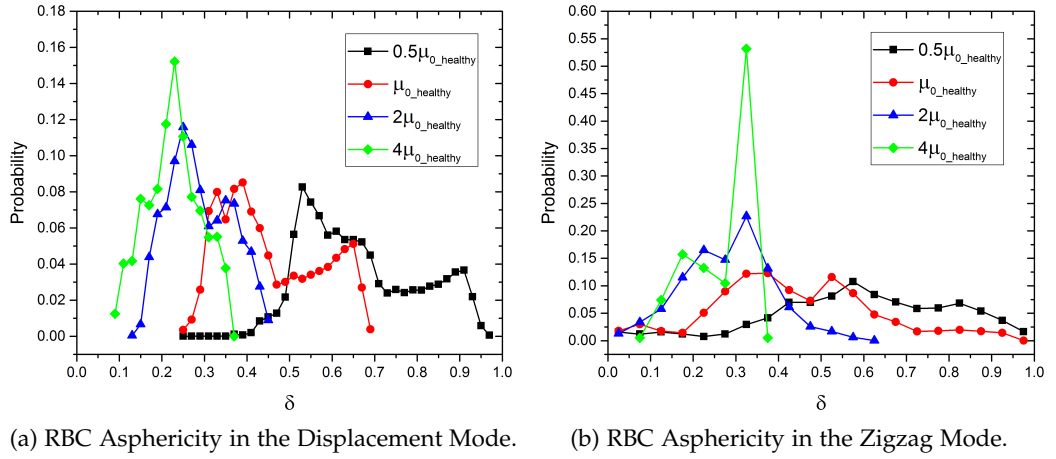 0.18
0.16
0.14
0.12
0.10
0.08
0.06
0.04
0.02
0.00
Probability
0.0 0.1 0.2 0.3 0.4 0.5 0.6 0.7 0.8 0.9 1.0
δ
0.5μ0_healthy
μ0_healthy
2μ0_healthy
4μ0_healthy
(a) RBC Asphericity in the Displacement Mode.
0.60
0.55
0.50
0.45
0.40
0.35
0.30
0.25
0.20
0.15
0.10
0.05
0.00
Probability
0.0 0.1 0.2 0.3 0.4 0.5 0.6 0.7 0.8 0.9 1.0
δ
0.5μ0_healthy
μ0_healthy
2μ0_healthy
4μ0_healthy
(b) RBC Asphericity in the Zigzag Mode.